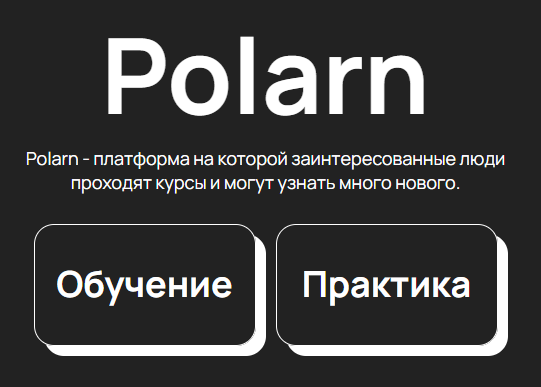 Polarn
Polarn - платформа на которой заинтересованные люди
проходят курсы и могут узнать много нового.
Обучение
Практика